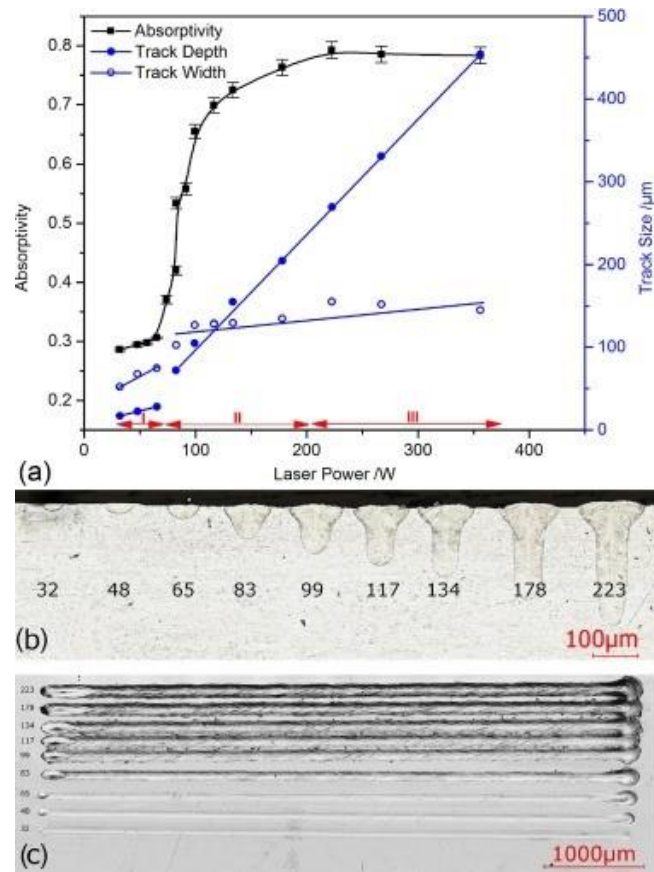 Absorptivity
Track Depth
Track Width
0.8
0.7
0.6
0.5
0.4
0.3
0.2
Absorptivity
500
400
300
200
100
0
Track Size /µm
I
II
III
0
100
200
300
400
Laser Power /W
(a)
32 48 65 83 99 117 134 178 223
(b)
100µm
223
178
134
117
99
83
65
48
32
(c)
1000µm